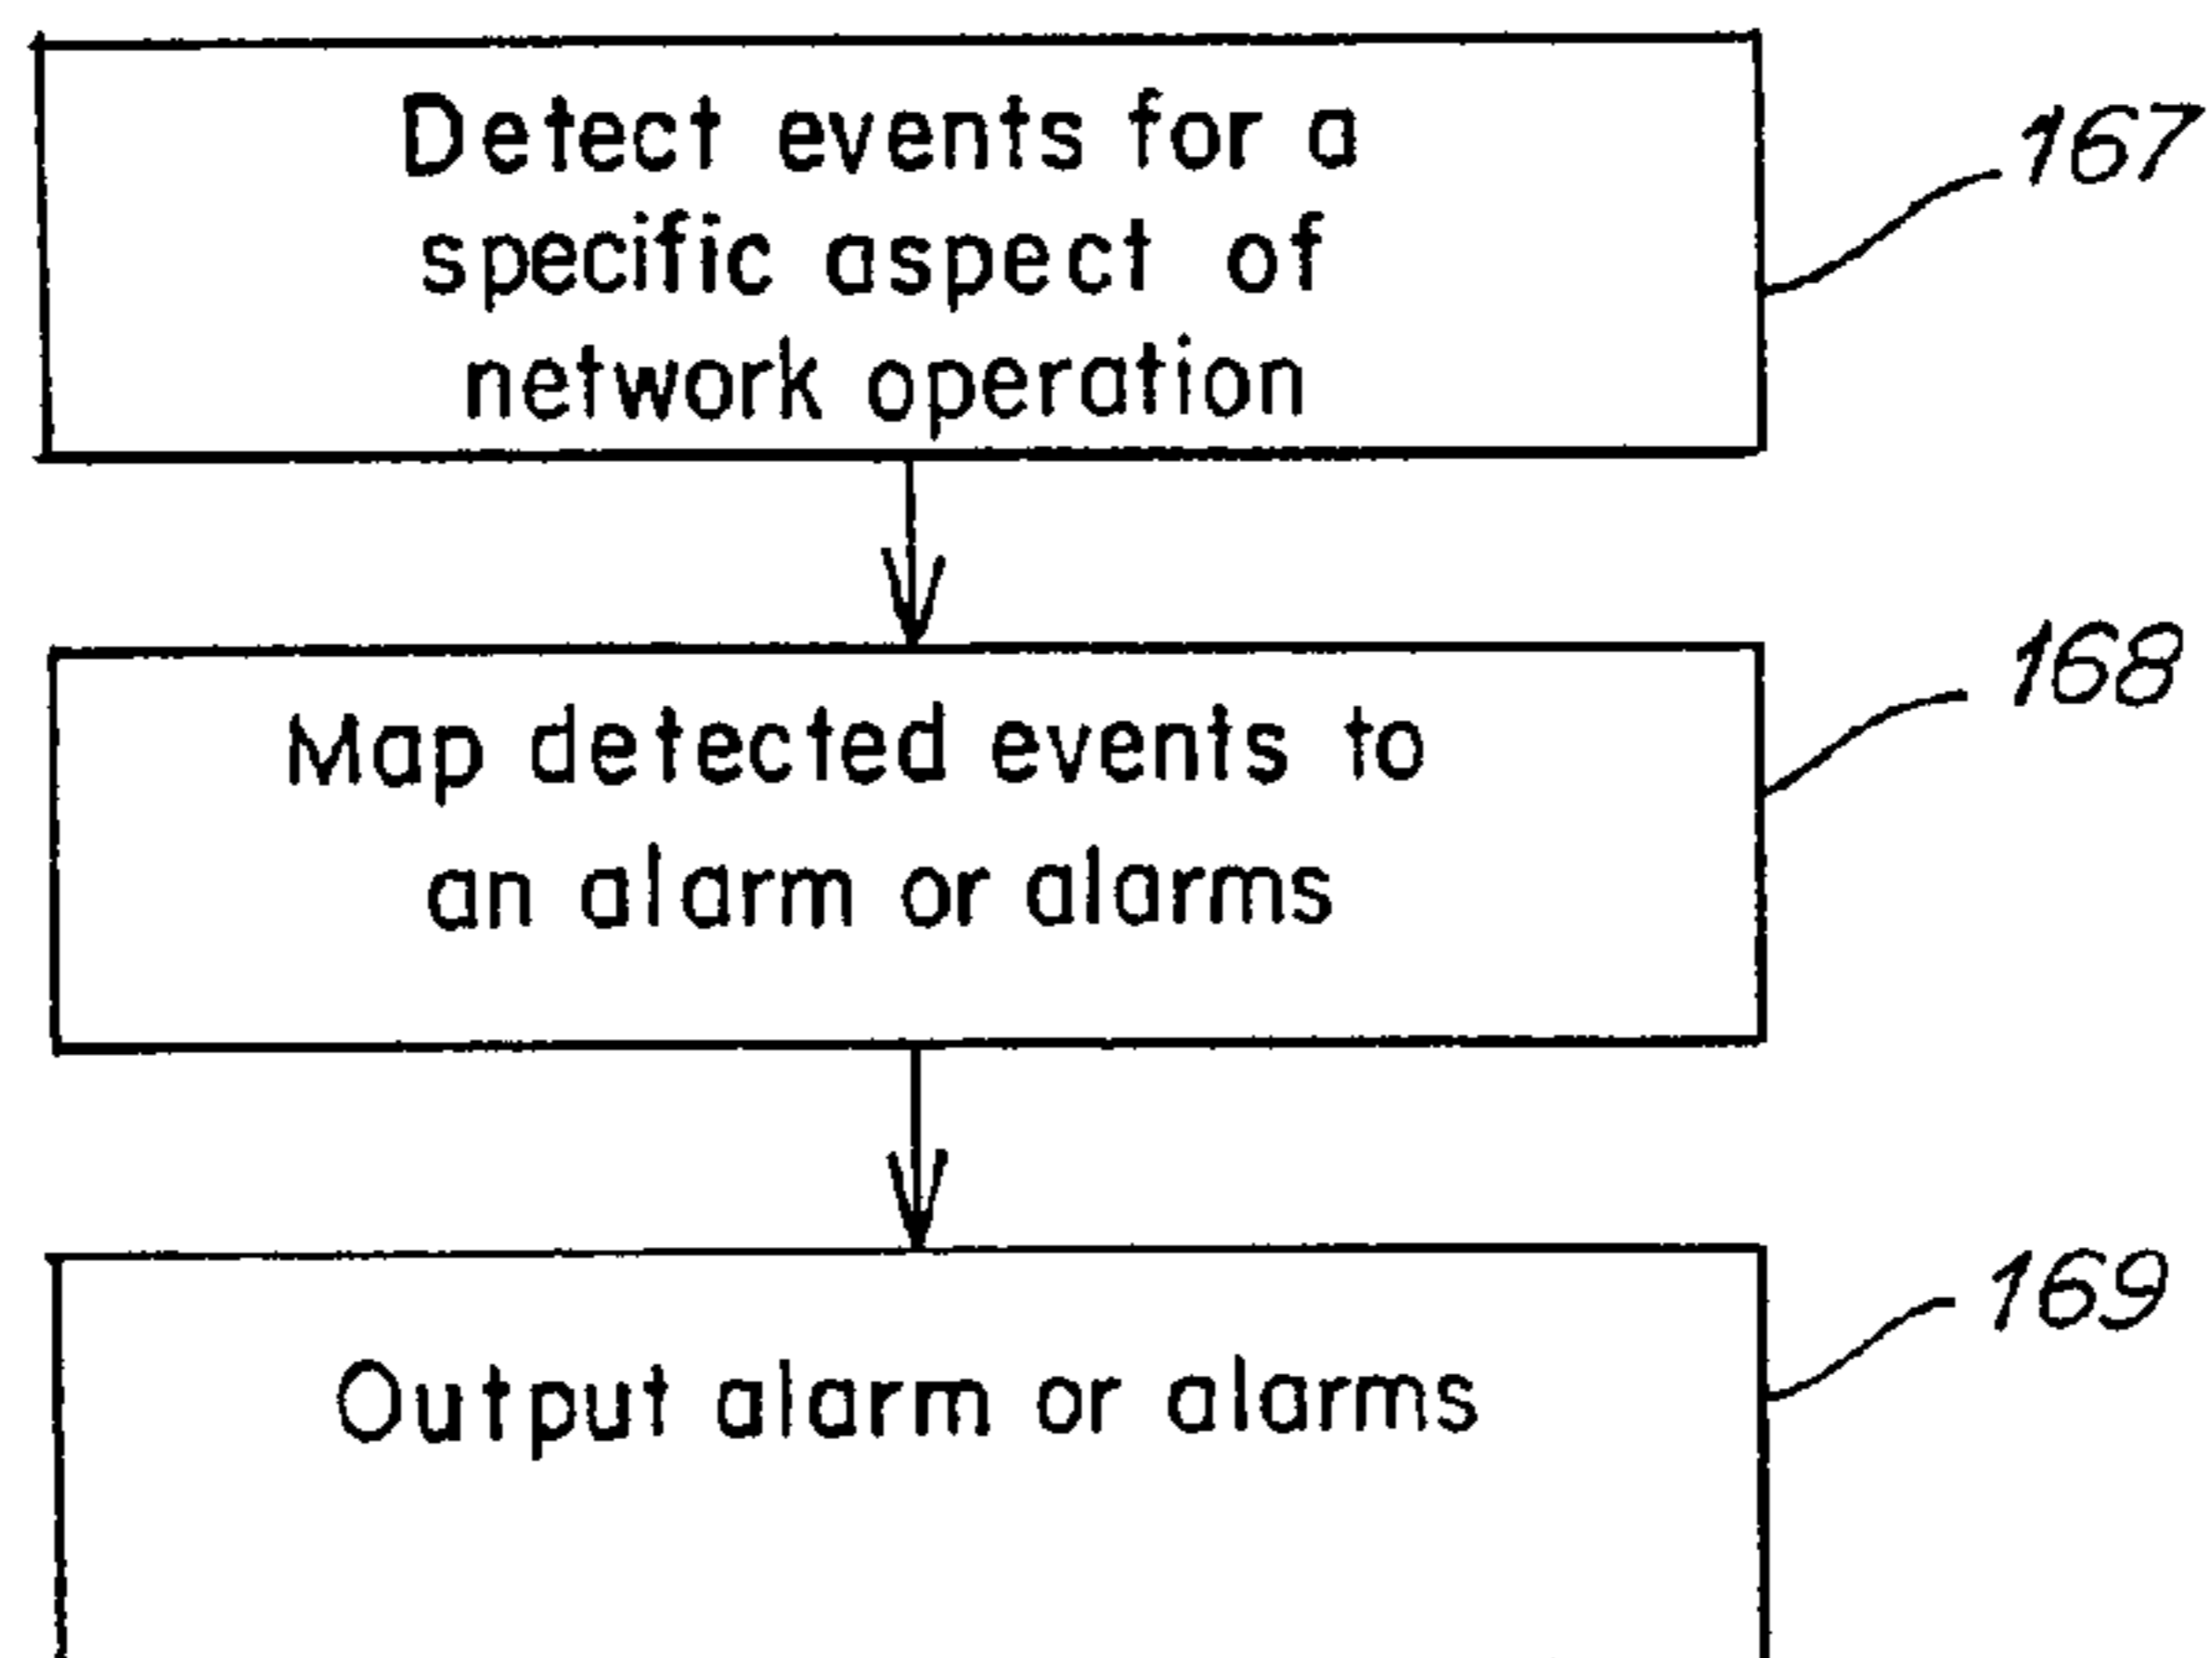 Detect events for a
specific aspect of
network operation
167
Map detected events to
an alarm or alarms
168
Output alarm or alarms
169